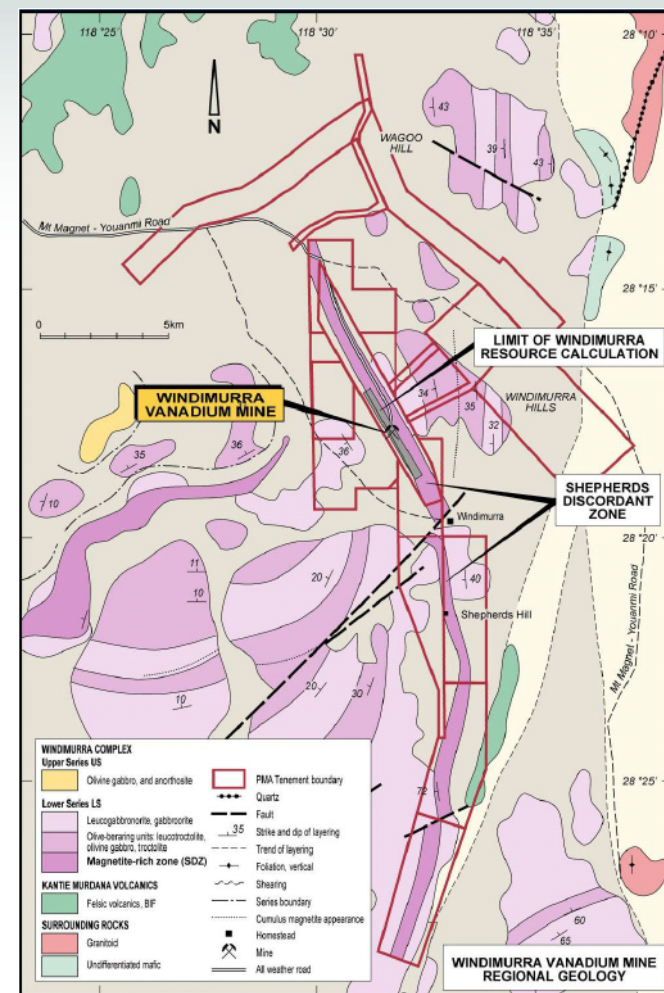 118 °25
118 °30
118 °35
28 °10
43
WAGOO
HILL
39
43
N
Mt Magnet - Youanmi Road
28 °15
0
5km
LIMIT OF WINDIMURRA
RESOURCE CALCULATION
34
WINDIMURRA
VANADIUM MINE
35
WINDIMURRA
HILLS
32
36
36
35
10
SHEPHERDS
DISCORDANT
ZONE
Windimurra
28 °20
11
20
40
10
Shepherds Hill
Mt Magnet - Youanmi Road
20
30
10
28 °25
72
60
65
WINDIMURRA COMPLEX
Upper Series US
Olivine gabbro, and anorthosite
Lower Series LS
Leucogabbronorite, gabbroorite
Olive-beraring units: leucotroctolite,
olivine gabbro, troctolite
Magnetite-rich zone (SDZ)
KANTIE MURDANA VOLCANICS
Felsic volcanics, BIF
SURROUNDING ROCKS
Granitoid
Undifferentiated mafic
PMA Tenement boundary
Quartz
Fault
35
Strike and dip of layering
Trend of layering
Foliation, vertical
Shearing
Series boundary
Cumulus magnetite appearance
Homestead
Mine
All weather road
WINDIMURRA VANADIUM MINE
REGIONAL GEOLOGY